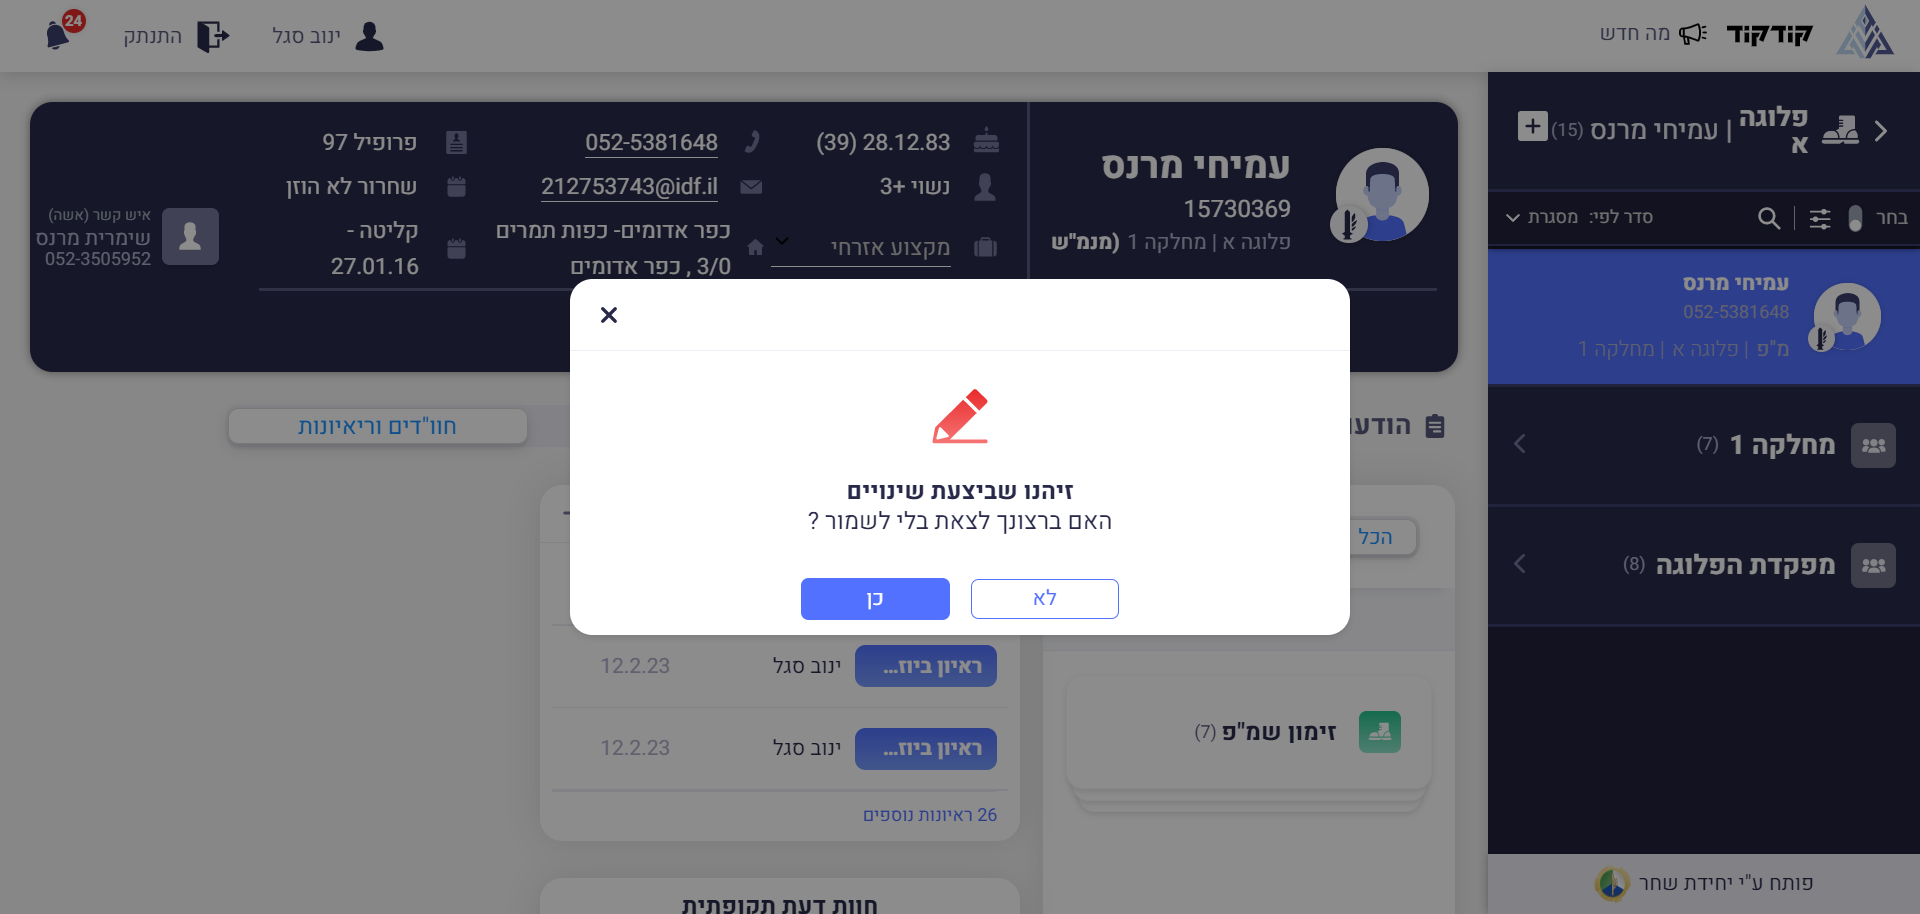 קודקוד
מה חדש
ינוב סגל
התנתק
24
פלוגה
א
| עמיחי מרנס (15)
בחר
סדר לפי: מסגרת
עמיחי מרנס
052-5381648
מ"פ | פלוגה א | מחלקה 1
מחלקה 1 (7)
מפקדת הפלוגה (8)
פותח ע"י יחידת שחר
עמיחי מרנס
15730369
פלוגה א | מחלקה 1 (מנמ"ש
28.12.83 (39)
נשוי +3
מקצוע אזרחי
052-5381648
212753743@idf.il
כפר אדומים- כפות תמרים
3/0 , כפר אדומים
פרופיל 97
שחרור לא הוזן
קליטה -
27.01.16
איש קשר (אשה)
שימרית מרנס
052-3505952
זיהנו שביצעת שינויים
האם ברצונך לצאת בלי לשמור ?
לא
כן
הודעו
חוו"דים וריאיונות
הכל
זימון שמ"פ (7)
ראיון ביוז...
ינוב סגל
12.2.23
ראיון ביוז...
ינוב סגל
12.2.23
26 ראיונות נוספים
חוות דעת תקופתית